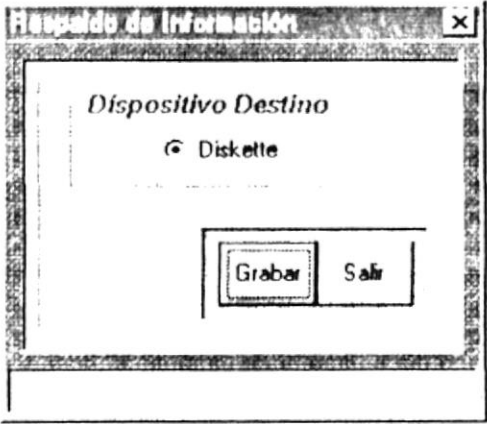 Respaldo de Información
Dispositivo Destino
Diskette
Grabar Salir